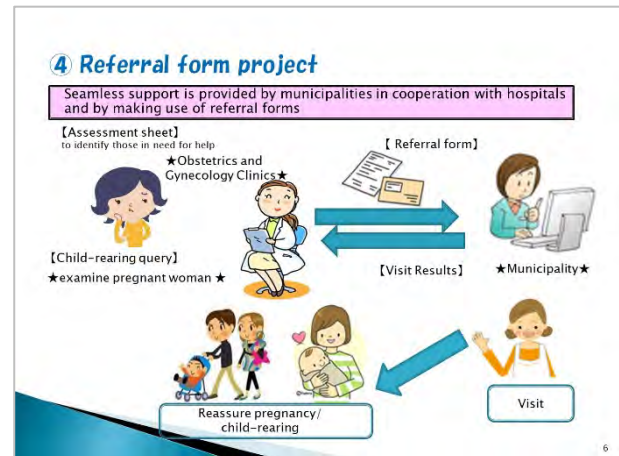 ④ Referral form project
Seamless support is provided by municipalities in cooperation with hospitals
and by making use of referral forms
【Assessment sheet】
to identify those in need for help
★Obstetrics and
Gynecology Clinics★
【 Referral form】
【Child-rearing query】
★examine pregnant woman ★
【Visit Results】
★Municipality★
Reassure pregnancy/
child-rearing
Visit
6